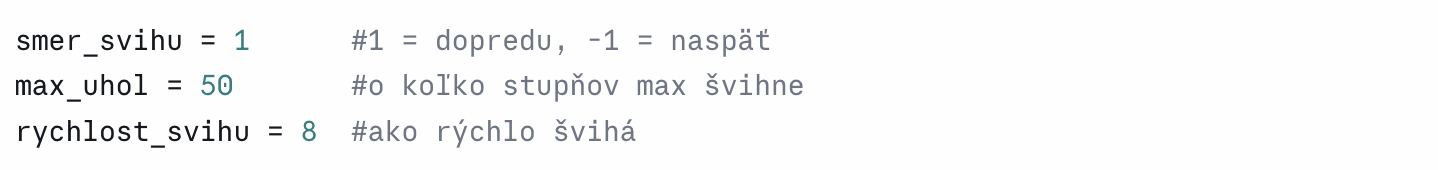 smer_svihu = 1      #1 = dopredu, -1 = naspäť
max_uhol = 50       #o koľko stupňov max švihne
rychlost_svihu = 8  #ako rýchlo švihá